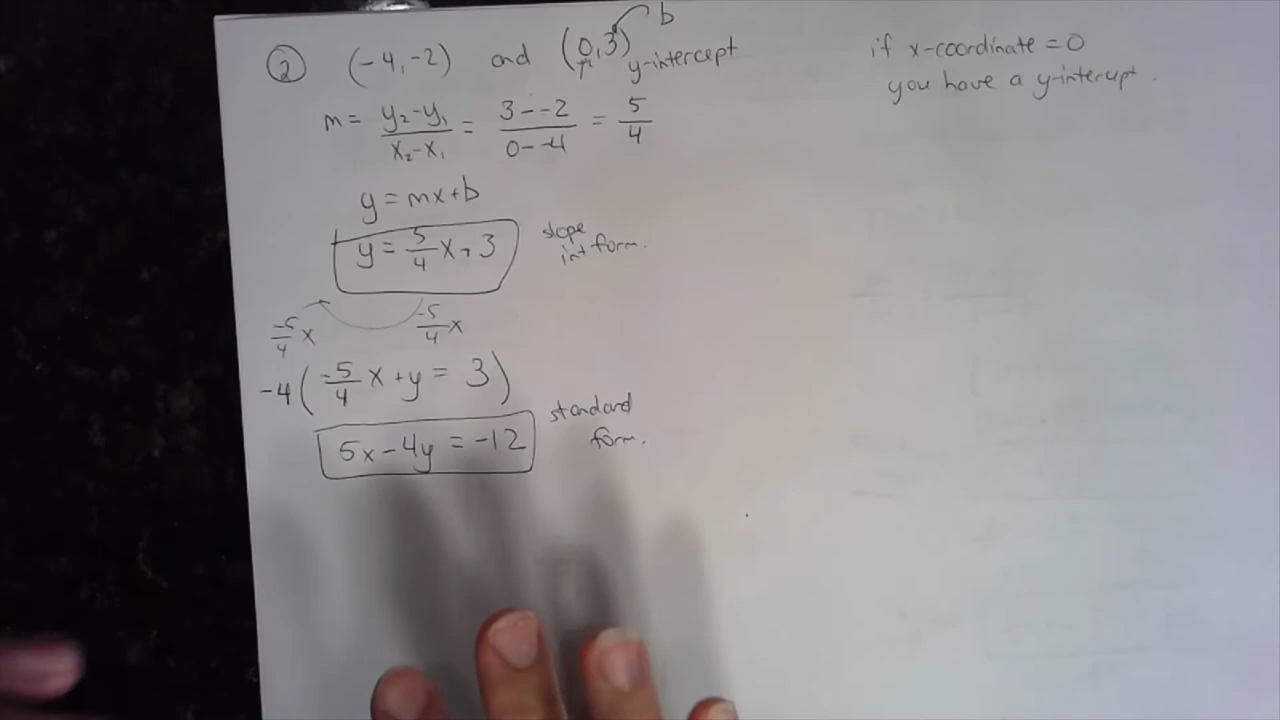 ② (-4,-2) and (0,3) b
y-intercept
if x-coordinate = 0
you have a y-intercept.
m = y₂-y₁ / x₂-x₁ = 3--2 / 0--4 = 5/4
y = mx+b
y = 5/4 x + 3
slope
int form.
-5/4 x -5/4 x
-4( -5/4 x + y = 3 )
5x-4y = -12
standard
form.